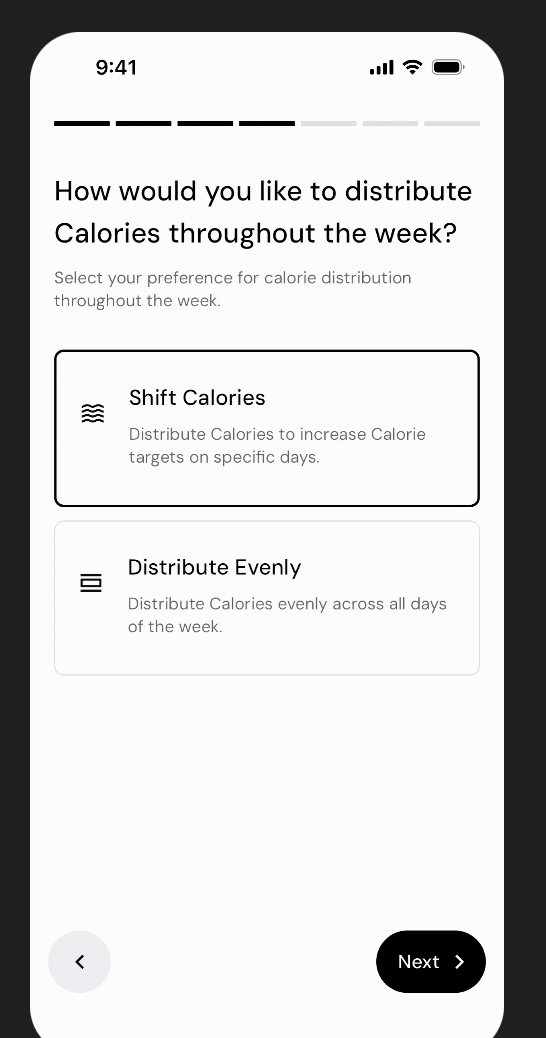 9:41
How would you like to distribute
Calories throughout the week?
Select your preference for calorie distribution
throughout the week.
Shift Calories
Distribute Calories to increase Calorie
targets on specific days.
Distribute Evenly
Distribute Calories evenly across all days
of the week.
Next